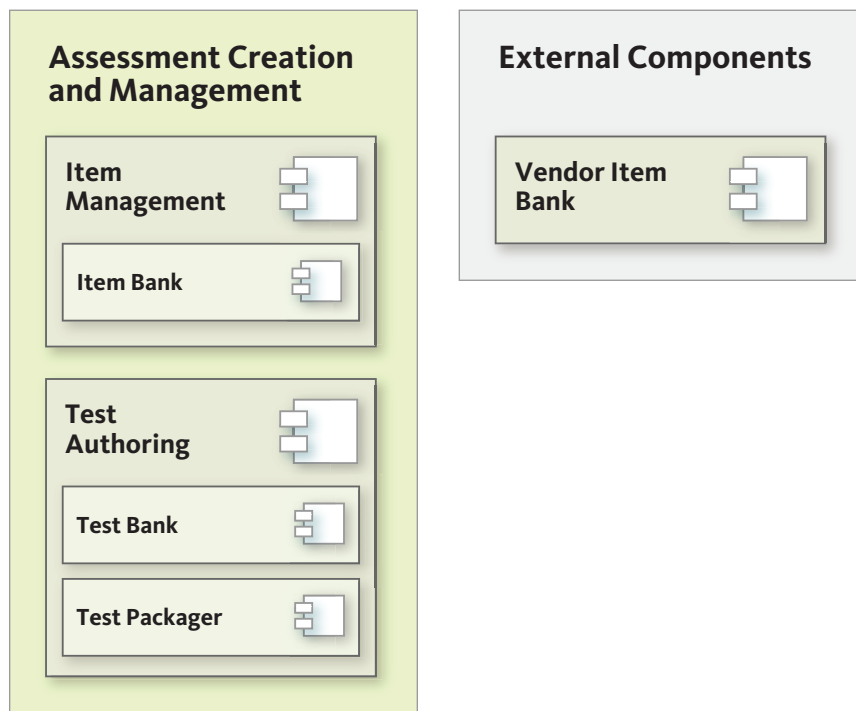 Assessment Creation
and Management
Item
Management
Item Bank
Test
Authoring
Test Bank
Test Packager
External Components
Vendor Item
Bank